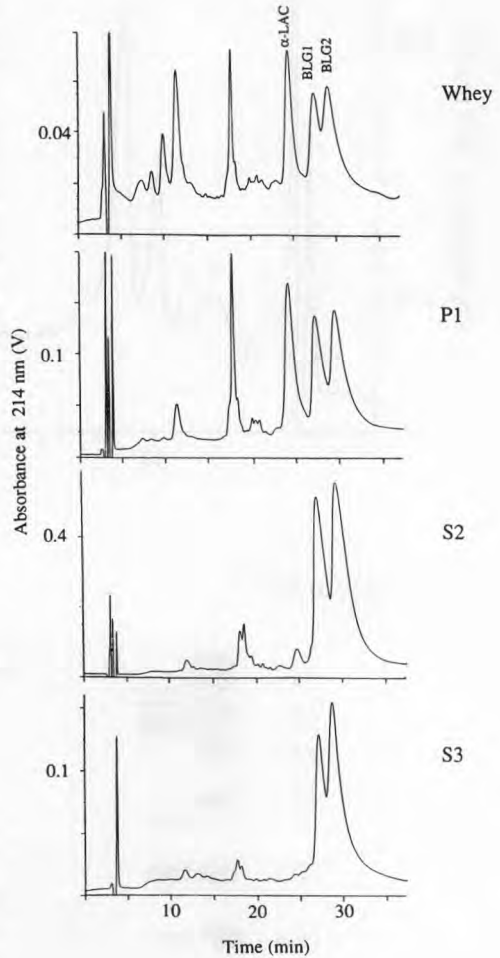 α-LAC
BLG1
BLG2
Whey
0.04
P1
0.1
Absorbance at 214 nm (V)
S2
0.4
S3
0.1
10
20
30
Time (min)